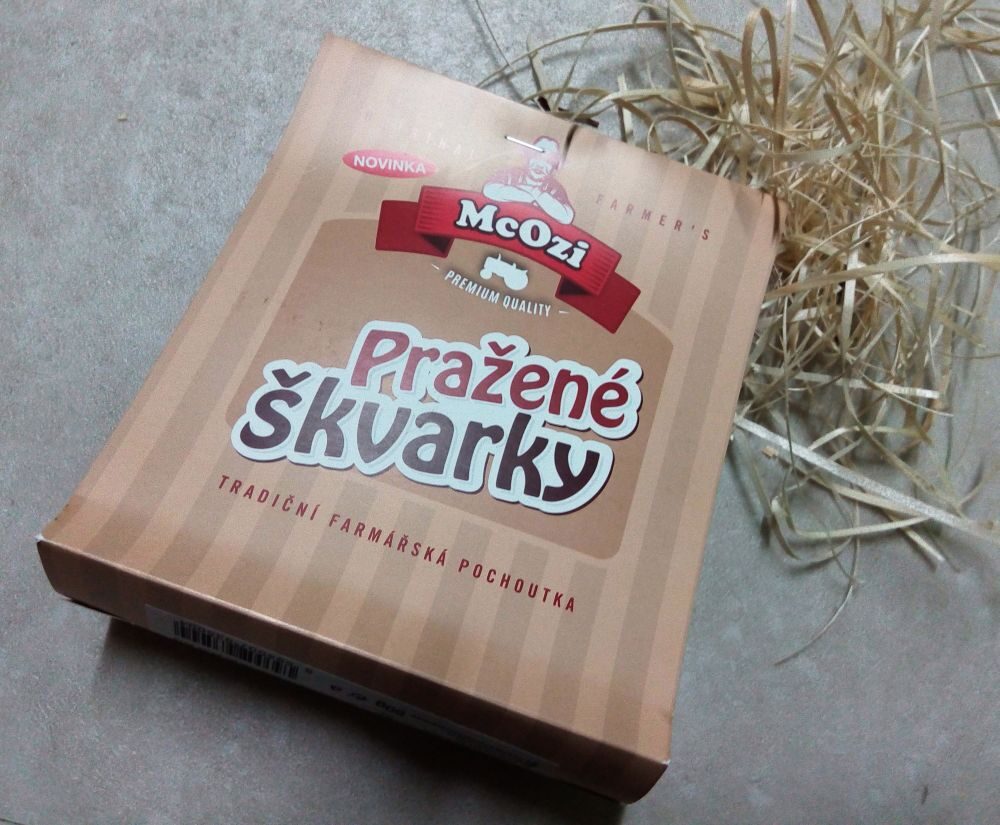 NOVINKA
FARMER'S
McOzi
PREMIUM QUALITY
Pražené
škvarky
TRADIČNÍ FARMÁŘSKÁ POCHOUTKA